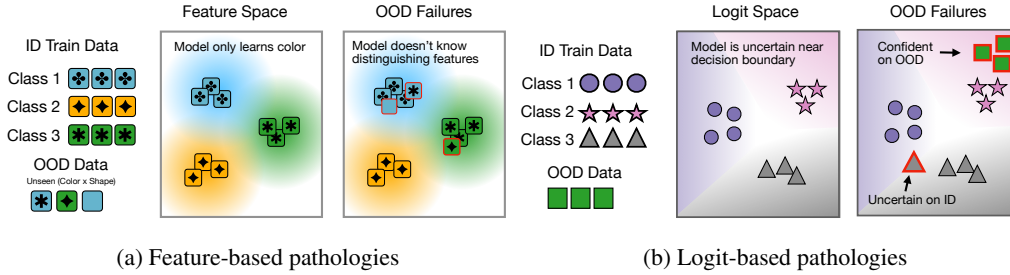 Feature Space
OOD Failures
ID Train Data
Class 1
Class 2
Class 3
OOD Data
Unseen (Color x Shape)
Model only learns color
Model doesn't know
distinguishing features
(a) Feature-based pathologies
Logit Space
OOD Failures
ID Train Data
Class 1
Class 2
Class 3
OOD Data
Model is uncertain near
decision boundary
Confident
on OOD
Uncertain on ID
(b) Logit-based pathologies